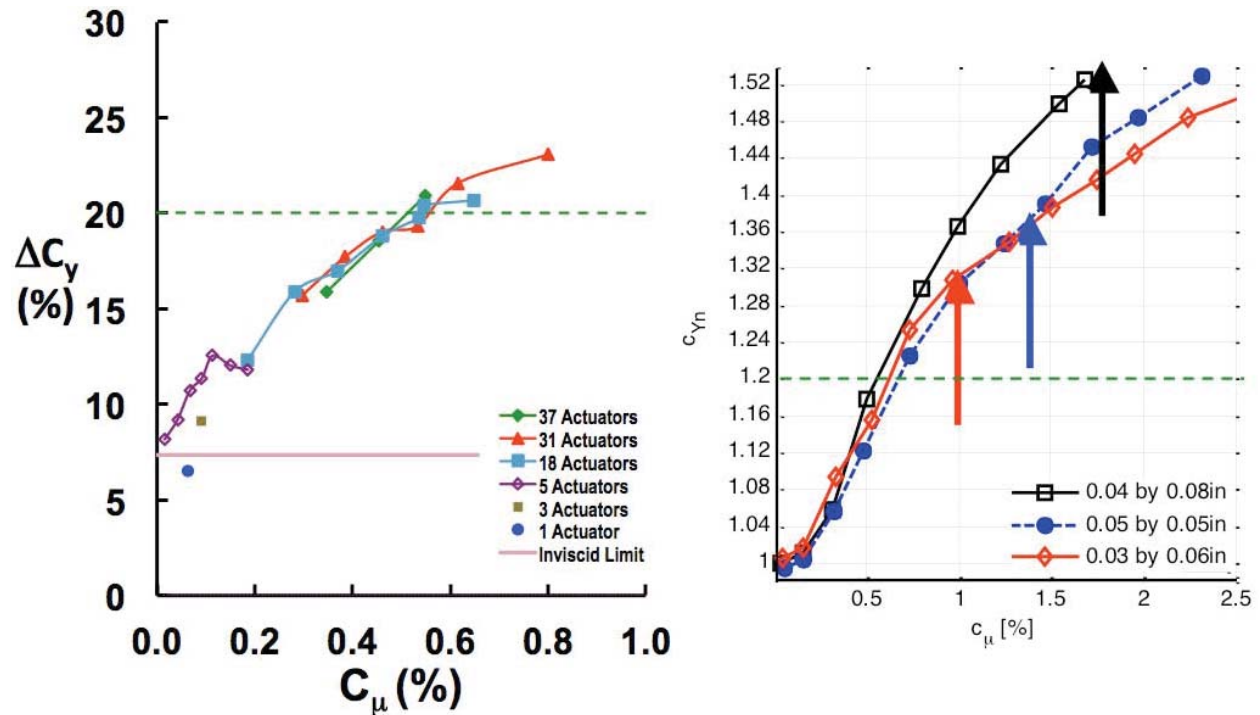 30
25
20
15
10
5
0
ΔCy
(%)
37 Actuators
31 Actuators
18 Actuators
5 Actuators
3 Actuators
1 Actuator
Inviscid Limit
0.0 0.2 0.4 0.6 0.8 1.0
Cμ (%)
1.52
1.48
1.44
1.4
1.36
1.32
1.28
1.24
1.2
1.16
1.12
1.08
1.04
1
cYn
0.04 by 0.08in
0.05 by 0.05in
0.03 by 0.06in
0.5 1 1.5 2 2.5
cμ [%]